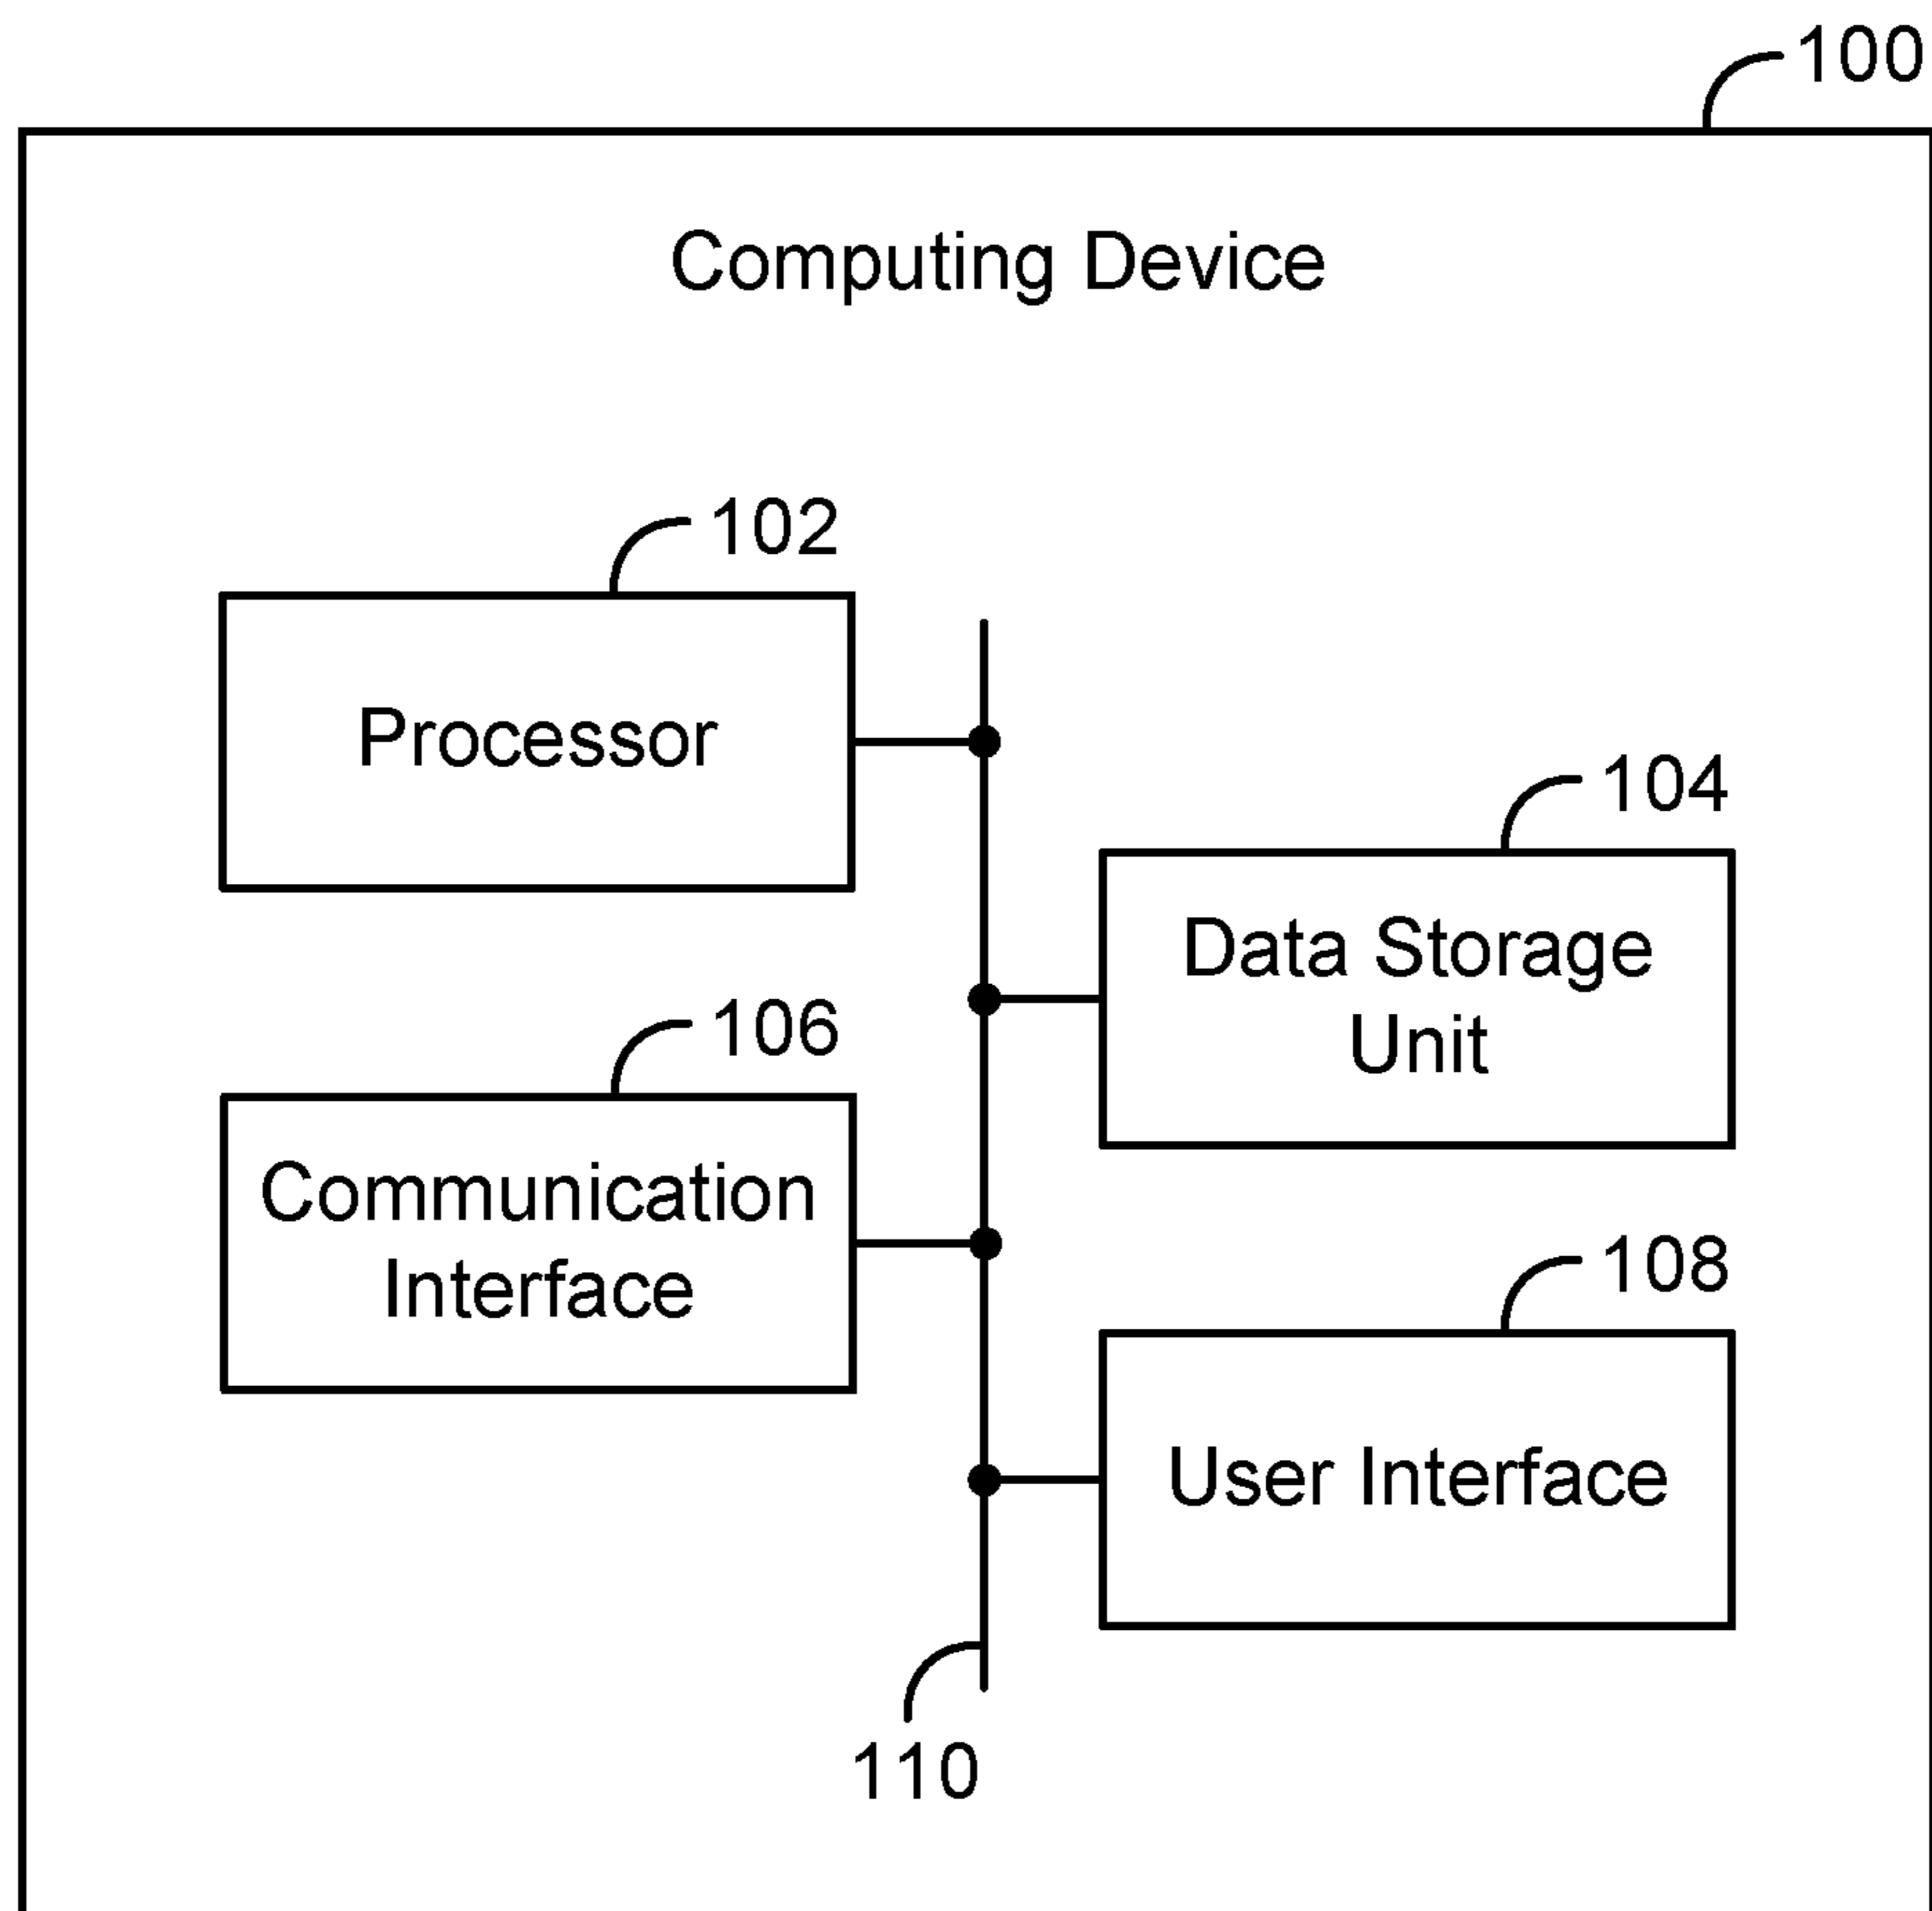 100
Computing Device
102
Processor
104
Data Storage
Unit
106
Communication
Interface
108
User Interface
110